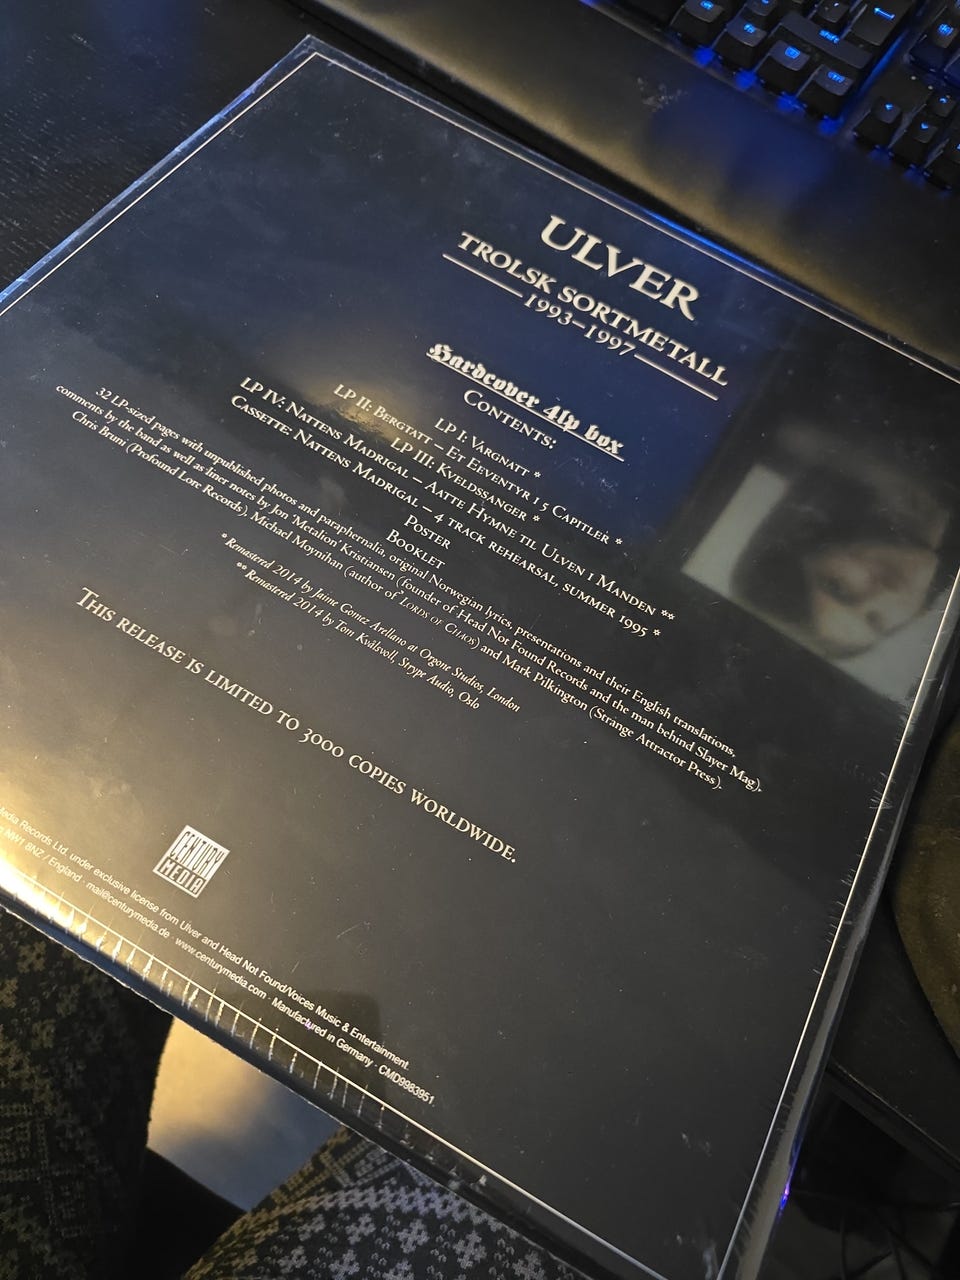 ULVER
TROLSK SORTMETALL
1993–1997
Hardcover 4lp box
CONTENTS:
LP I: VARGNATT *
LP II: BERGTATT – ET EEVENTYR I 5 CAPITLER *
LP III: KVELDSSANGER *
LP IV: NATTENS MADRIGAL – AATTE HYMNE TIL ULVEN I MANDEN **
CASSETTE: NATTENS MADRIGAL – 4 TRACK REHEARSAL, SUMMER 1995 *
POSTER
BOOKLET
32 LP-sized pages with unpublished photos and paraphernalia, original Norwegian lyrics, presentations and their English translations,
comments by the band as well as liner notes by Jon 'Metalion' Kristiansen (founder of Head Not Found Records and the man behind Slayer Mag).
Chris Bruni (Profound Lore Records), Michael Moynihan (author of LORDS OF CHAOS) and Mark Pilkington (Strange Attractor Press).
* Remastered 2014 by Jaime Gomez Arellano at Orgone Studios, London
** Remastered 2014 by Tom Kvålsvoll, Strype Audio, Oslo
THIS RELEASE IS LIMITED TO 3000 COPIES WORLDWIDE.
CENTURY
MEDIA
Media Records Ltd. under exclusive license from Ulver and Head Not Found/Voices Music & Entertainment.
NW1 8NZ / England · mail@centurymedia.de · www.centurymedia.com · Manufactured in Germany · CMD9983951
shift